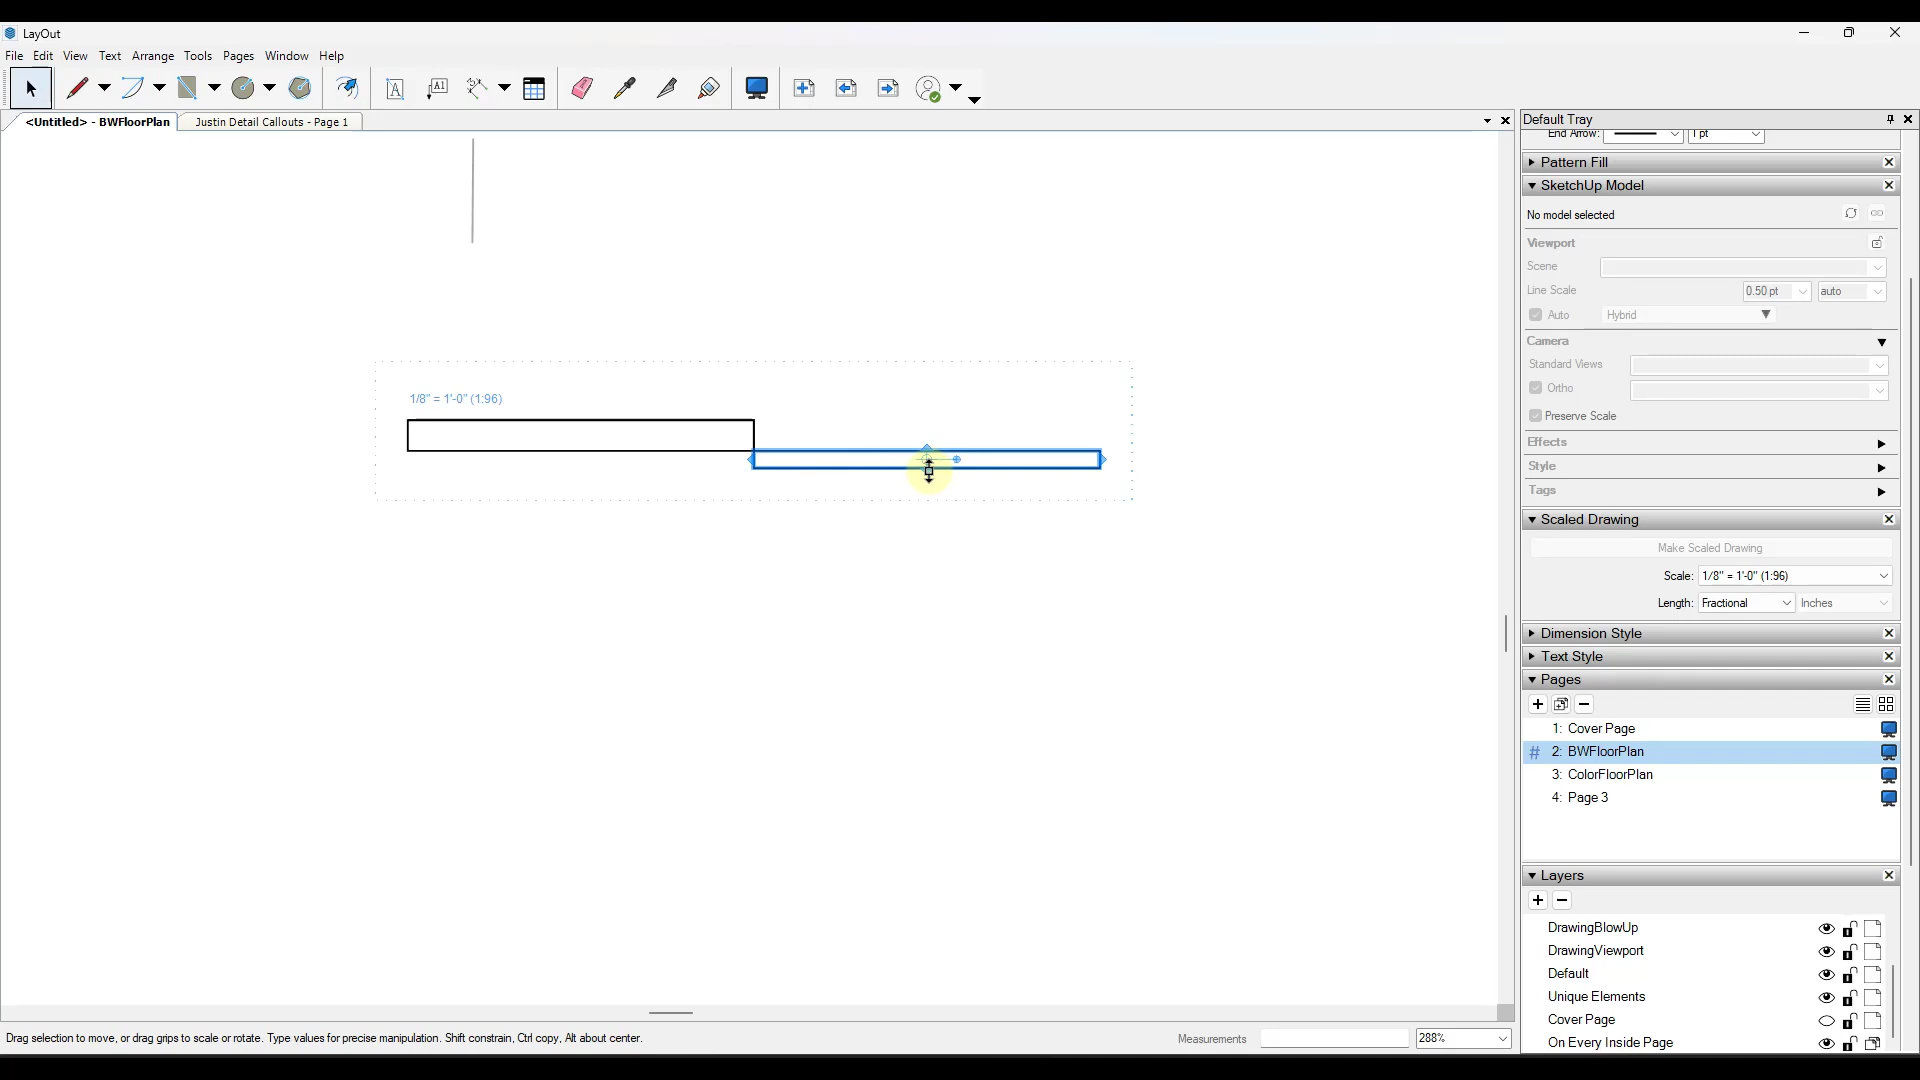 LayOut
File Edit View Text Arrange Tools Pages Window Help
<Untitled> - BWFloorPlan
Justin Detail Callouts - Page 1
1/8" = 1'-0" (1:96)
Default Tray
End Arrow: 1 pt
Pattern Fill
SketchUp Model
No model selected
Viewport
Scene
Line Scale 0.50 pt auto
Auto Hybrid
Camera
Standard Views
Ortho
Preserve Scale
Effects
Style
Tags
Scaled Drawing
Make Scaled Drawing
Scale: 1/8" = 1'-0" (1:96)
Length: Fractional Inches
Dimension Style
Text Style
Pages
1: Cover Page
# 2: BWFloorPlan
3: ColorFloorPlan
4: Page 3
Layers
DrawingBlowUp
DrawingViewport
Default
Unique Elements
Cover Page
On Every Inside Page
Drag selection to move, or drag grips to scale or rotate. Type values for precise manipulation. Shift constrain, Ctrl copy, Alt about center.
Measurements
288%